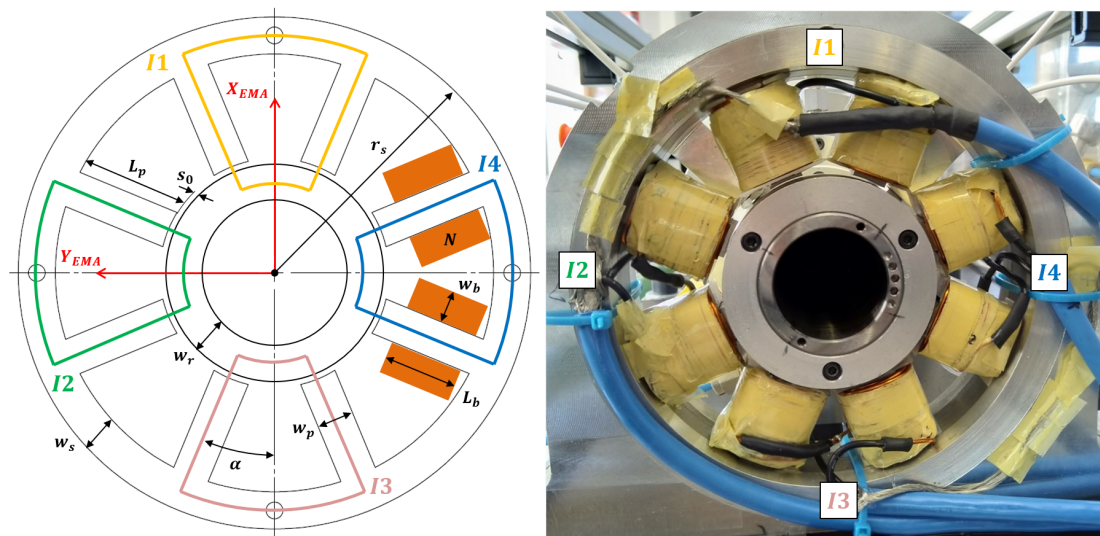 I1
X_EMA
r_s
L_p
s_0
I4
N
Y_EMA
w_b
w_r
I2
L_b
w_s
w_p
α
I3
I1
I2
I4
I3